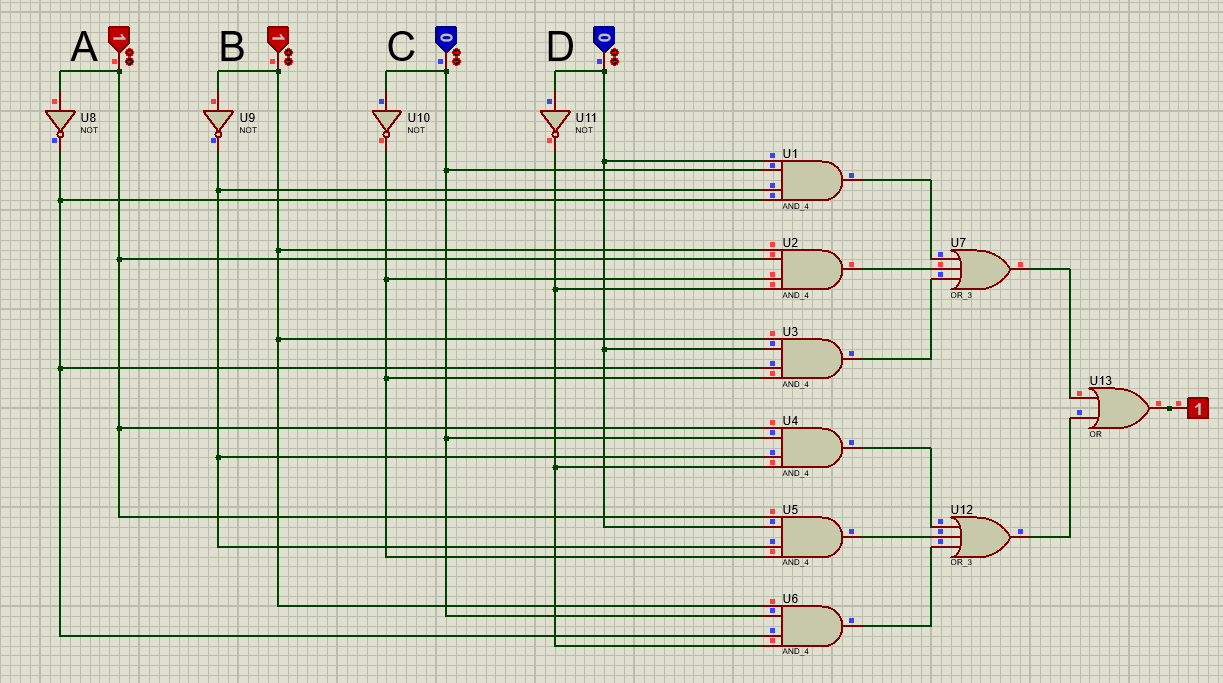 A 1 B 1 C 0 D 0
U8
NOT
U9
NOT
U10
NOT
U11
NOT
U1
AND_4
U2
AND_4
U7
OR_3
U3
AND_4
U13
1
OR
U4
AND_4
U5
AND_4
U12
OR_3
U6
AND_4